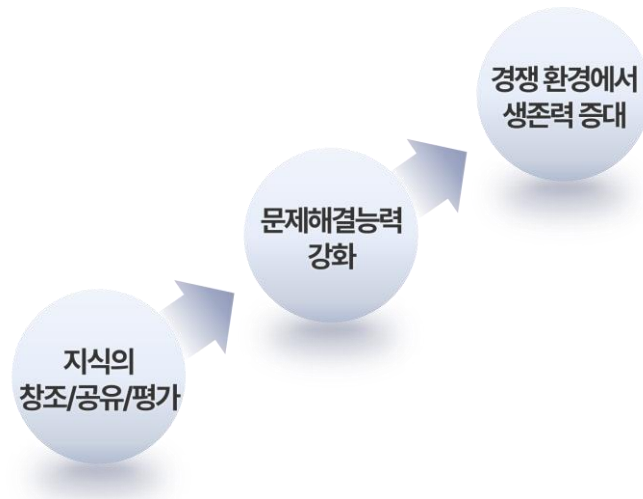 경쟁 환경에서
생존력 증대
문제해결능력
강화
지식의
창조/공유/평가